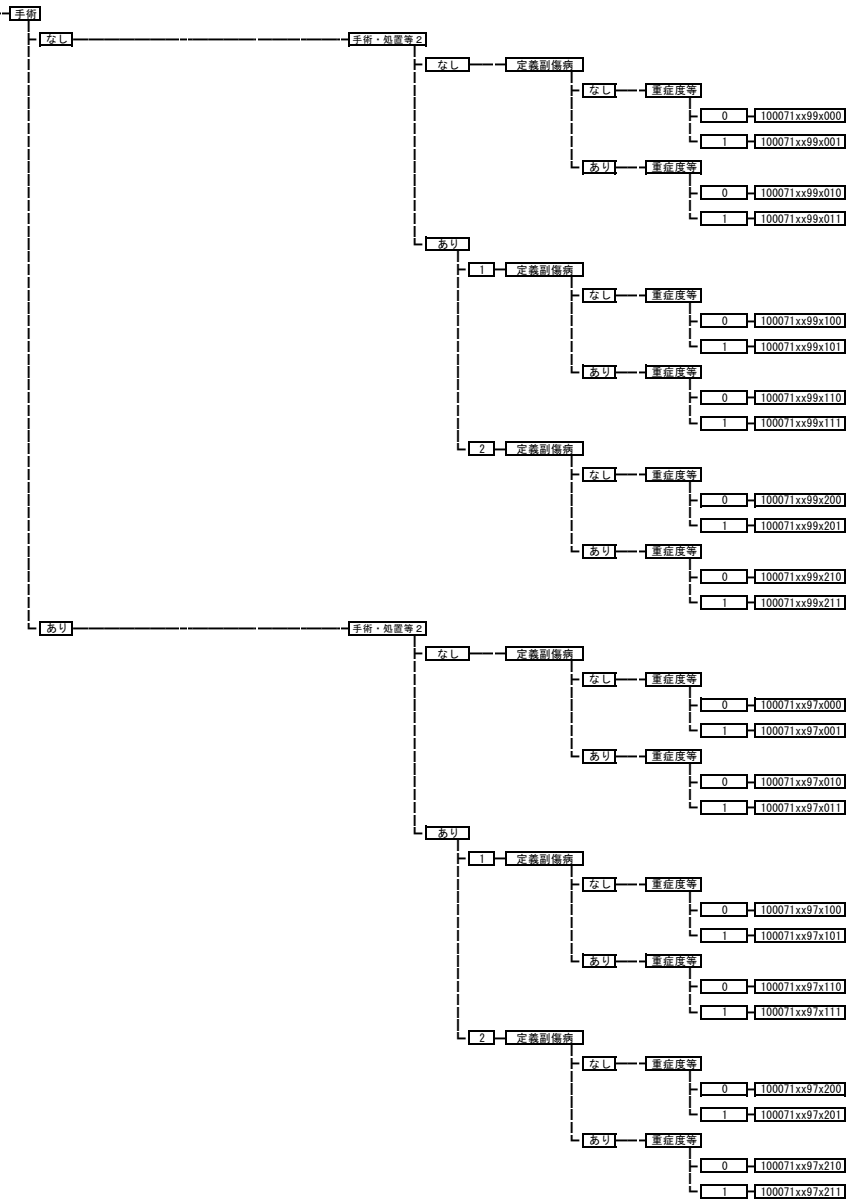 手術
なし 手術・処置等2
なし 定義副傷病
なし 重症度等
0 100071xx99x000
1 100071xx99x001
あり 重症度等
0 100071xx99x010
1 100071xx99x011
あり
1 定義副傷病
なし 重症度等
0 100071xx99x100
1 100071xx99x101
あり 重症度等
0 100071xx99x110
1 100071xx99x111
2 定義副傷病
なし 重症度等
0 100071xx99x200
1 100071xx99x201
あり 重症度等
0 100071xx99x210
1 100071xx99x211
あり 手術・処置等2
なし 定義副傷病
なし 重症度等
0 100071xx97x000
1 100071xx97x001
あり 重症度等
0 100071xx97x010
1 100071xx97x011
あり
1 定義副傷病
なし 重症度等
0 100071xx97x100
1 100071xx97x101
あり 重症度等
0 100071xx97x110
1 100071xx97x111
2 定義副傷病
なし 重症度等
0 100071xx97x200
1 100071xx97x201
あり 重症度等
0 100071xx97x210
1 100071xx97x211